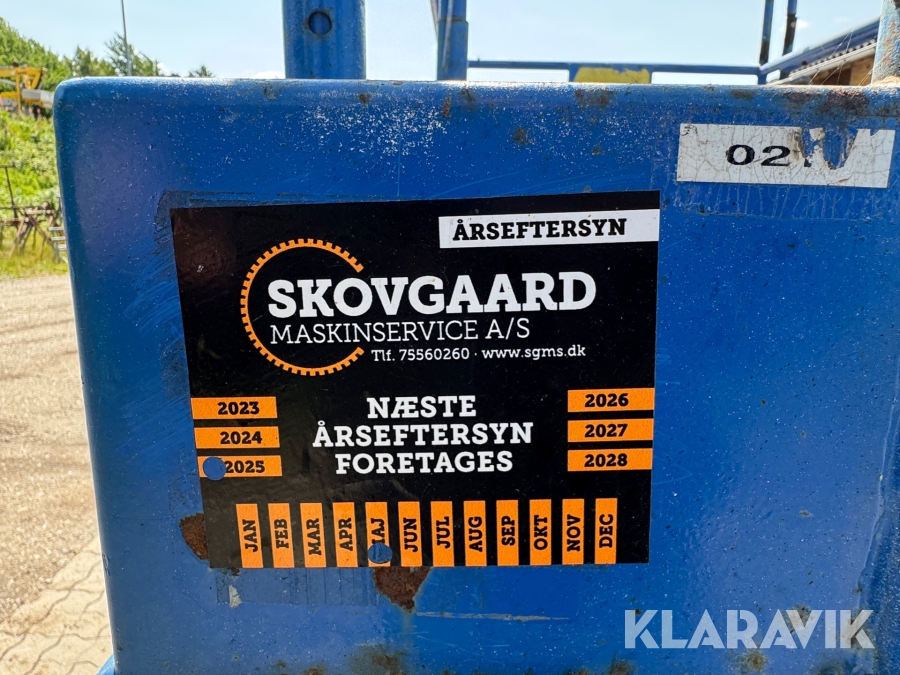 ÅRSEFTERSYN
SKOVGAARD
MASKINSERVICE A/S
Tlf. 75560260 · www.sgms.dk
NÆSTE
ÅRSEFTERSYN
FORETAGES
2023
2024
2025
2026
2027
2028
JAN FEB MAR APR MAJ JUN JUL AUG SEP OKT NOV DEC
KLARAVIK